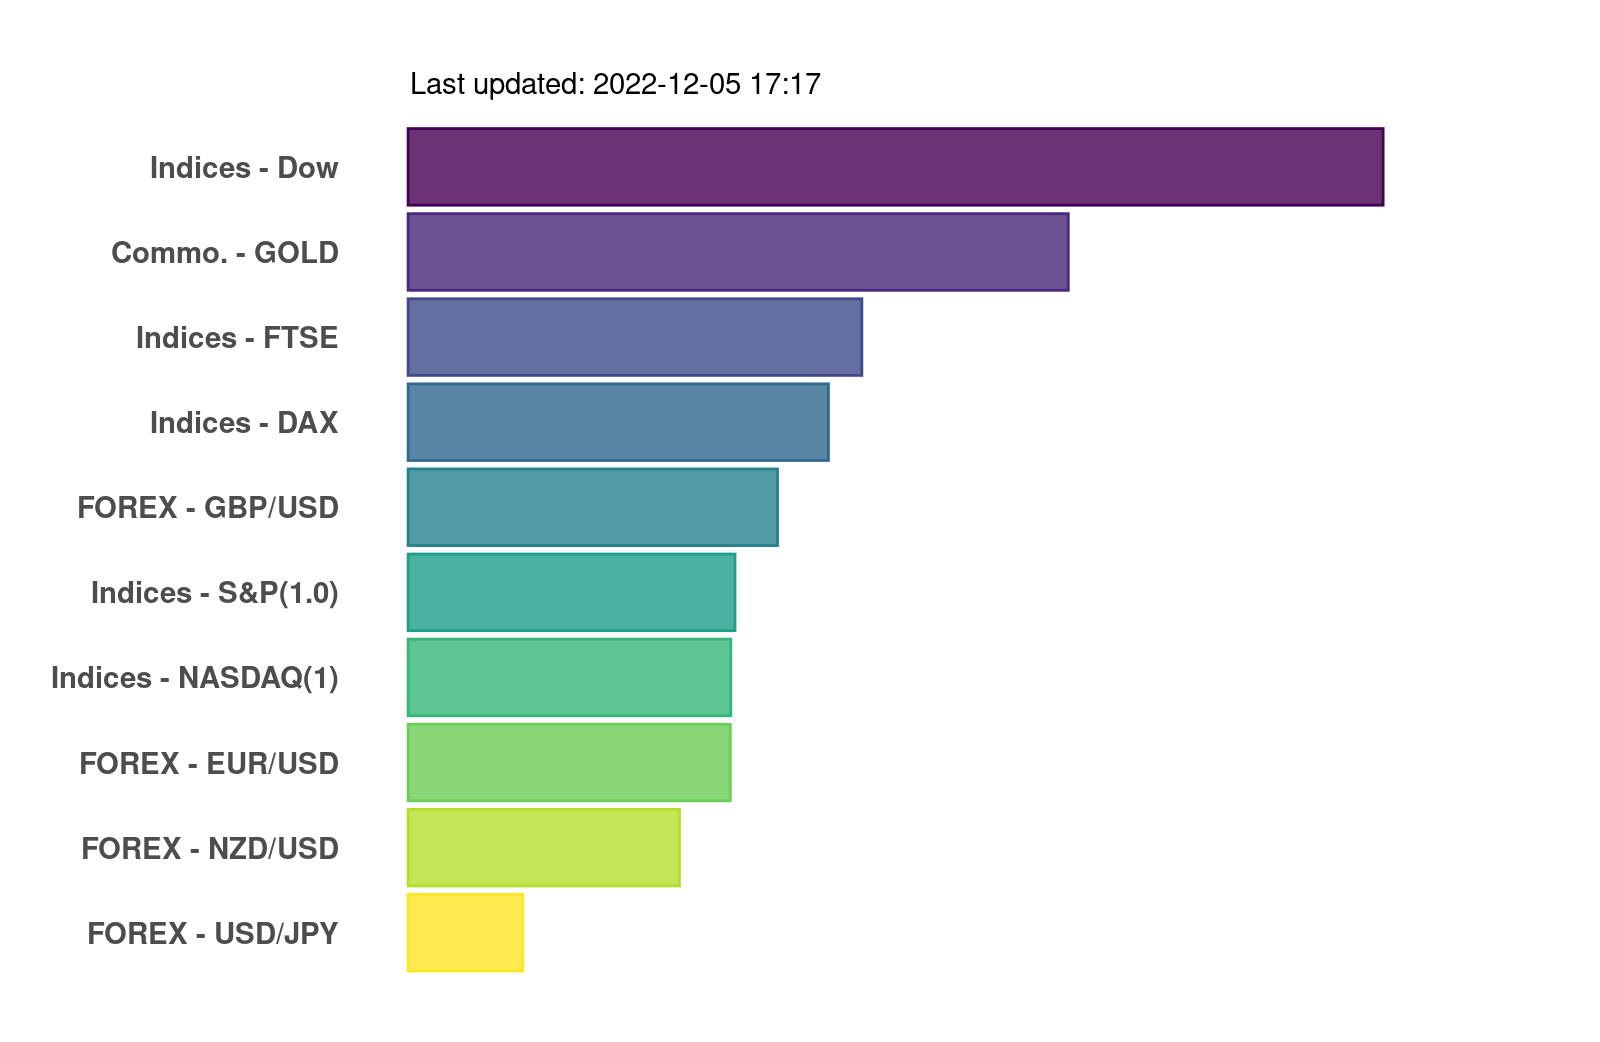 Last updated: 2022-12-05 17:17
Indices - Dow
Commo. - GOLD
Indices - FTSE
Indices - DAX
FOREX - GBP/USD
Indices - S&P(1.0)
Indices - NASDAQ(1)
FOREX - EUR/USD
FOREX - NZD/USD
FOREX - USD/JPY